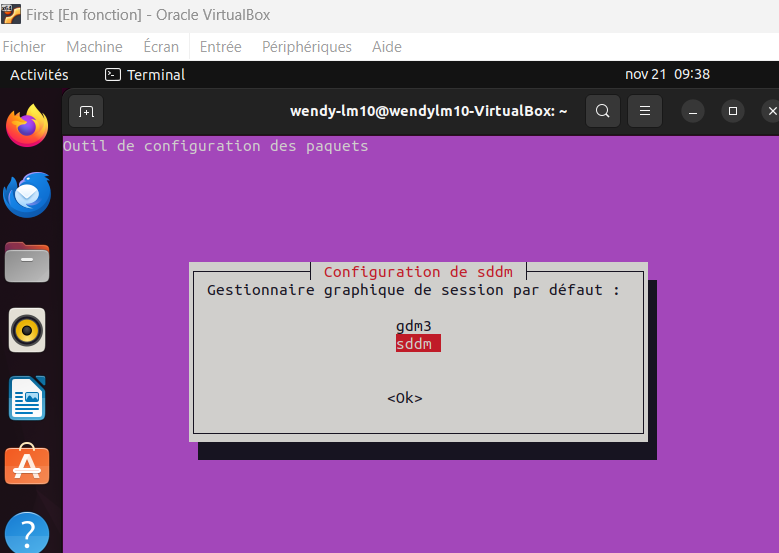 First [En fonction] - Oracle VirtualBox
Fichier Machine Écran Entrée Périphériques Aide
Activités Terminal nov 21 09:38
wendy-lm10@wendylm10-VirtualBox: ~
Outil de configuration des paquets
Configuration de sddm
Gestionnaire graphique de session par défaut :
gdm3
sddm
<Ok>